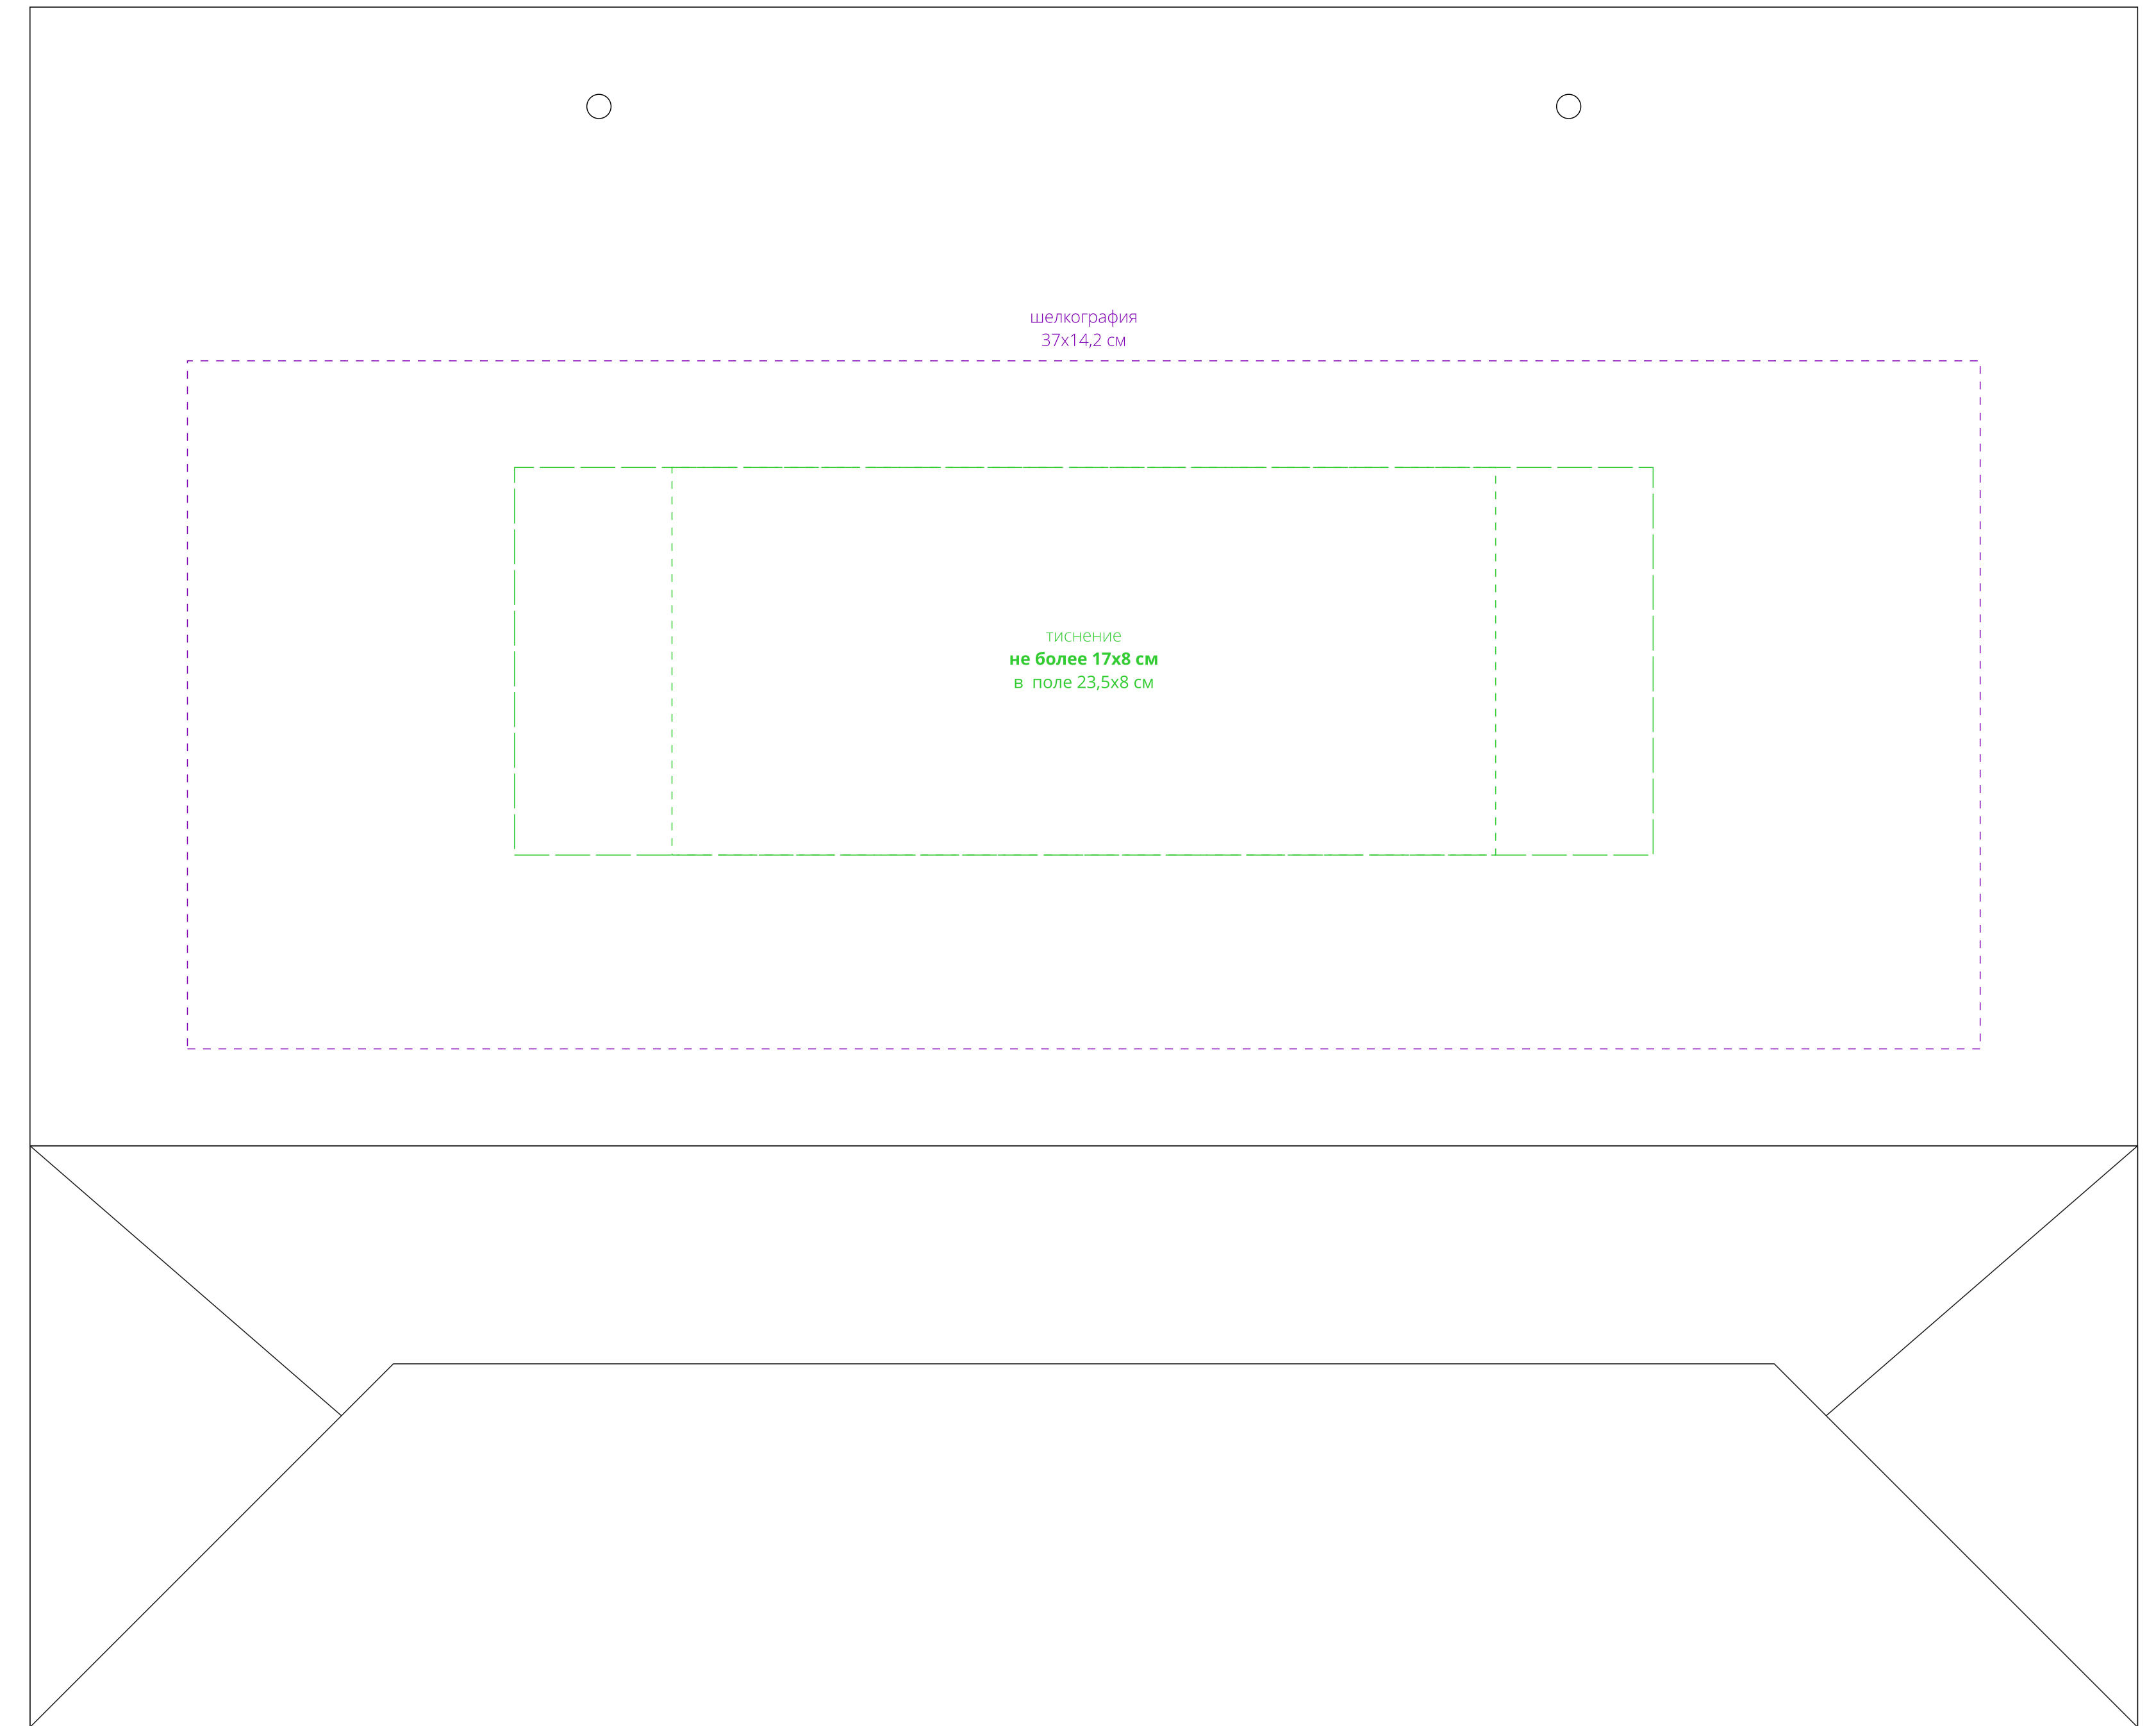 шелкография
37х14,2 см
тиснение
не более 17х8 см
в  поле 23,5х8 см